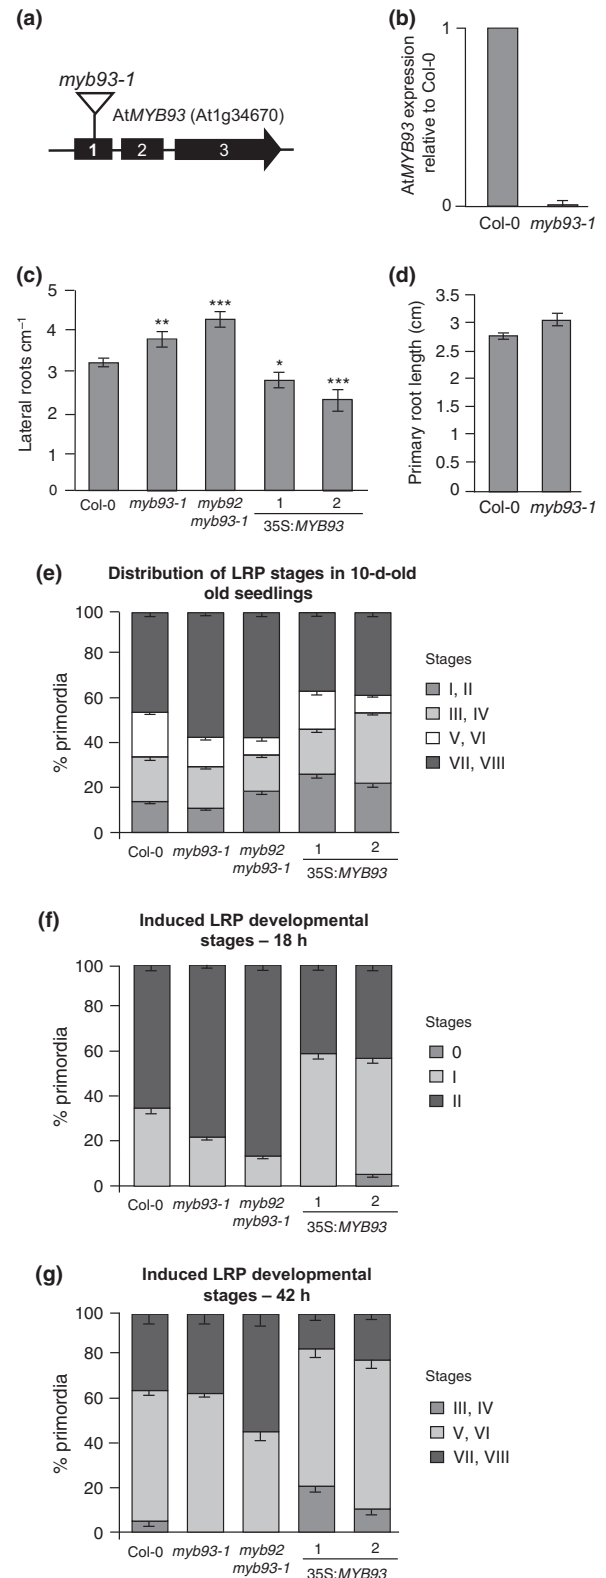 (a)
myb93-1
AtMYB93 (At1g34670)
1 2 3
(b)
AtMYB93 expression
relative to Col-0
1
0
Col-0 myb93-1
(c)
Lateral roots cm⁻¹
5
4
3
2
1
0
** *** * ***
Col-0 myb93-1 myb92 1 2
myb93-1 35S:MYB93
(d)
Primary root length (cm)
3.5
3
2.5
2
1.5
1
0.5
0
Col-0 myb93-1
(e)
Distribution of LRP stages in 10-d-old
old seedlings
% primordia
100
80
60
40
20
0
Col-0 myb93-1 myb92 1 2
myb93-1 35S:MYB93
Stages
I, II
III, IV
V, VI
VII, VIII
(f)
Induced LRP developmental
stages – 18 h
% primordia
100
80
60
40
20
0
Col-0 myb93-1 myb92 1 2
myb93-1 35S:MYB93
Stages
0
I
II
(g)
Induced LRP developmental
stages – 42 h
% primordia
100
80
60
40
20
0
Col-0 myb93-1 myb92 1 2
myb93-1 35S:MYB93
Stages
III, IV
V, VI
VII, VIII